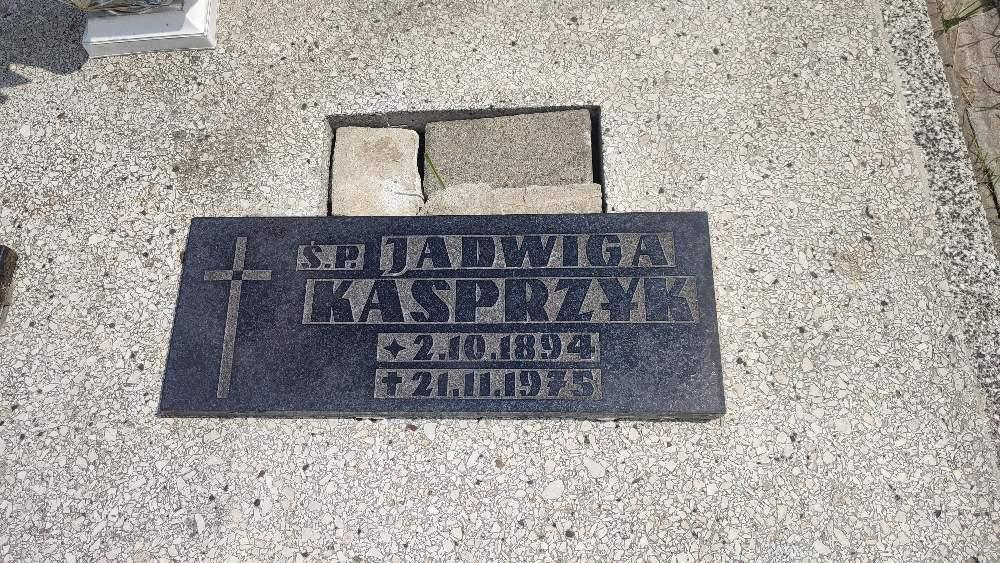 Ś.P. JADWIGA
KASPRZYK
✦ 2.10.1894
✝ 21.11.1975